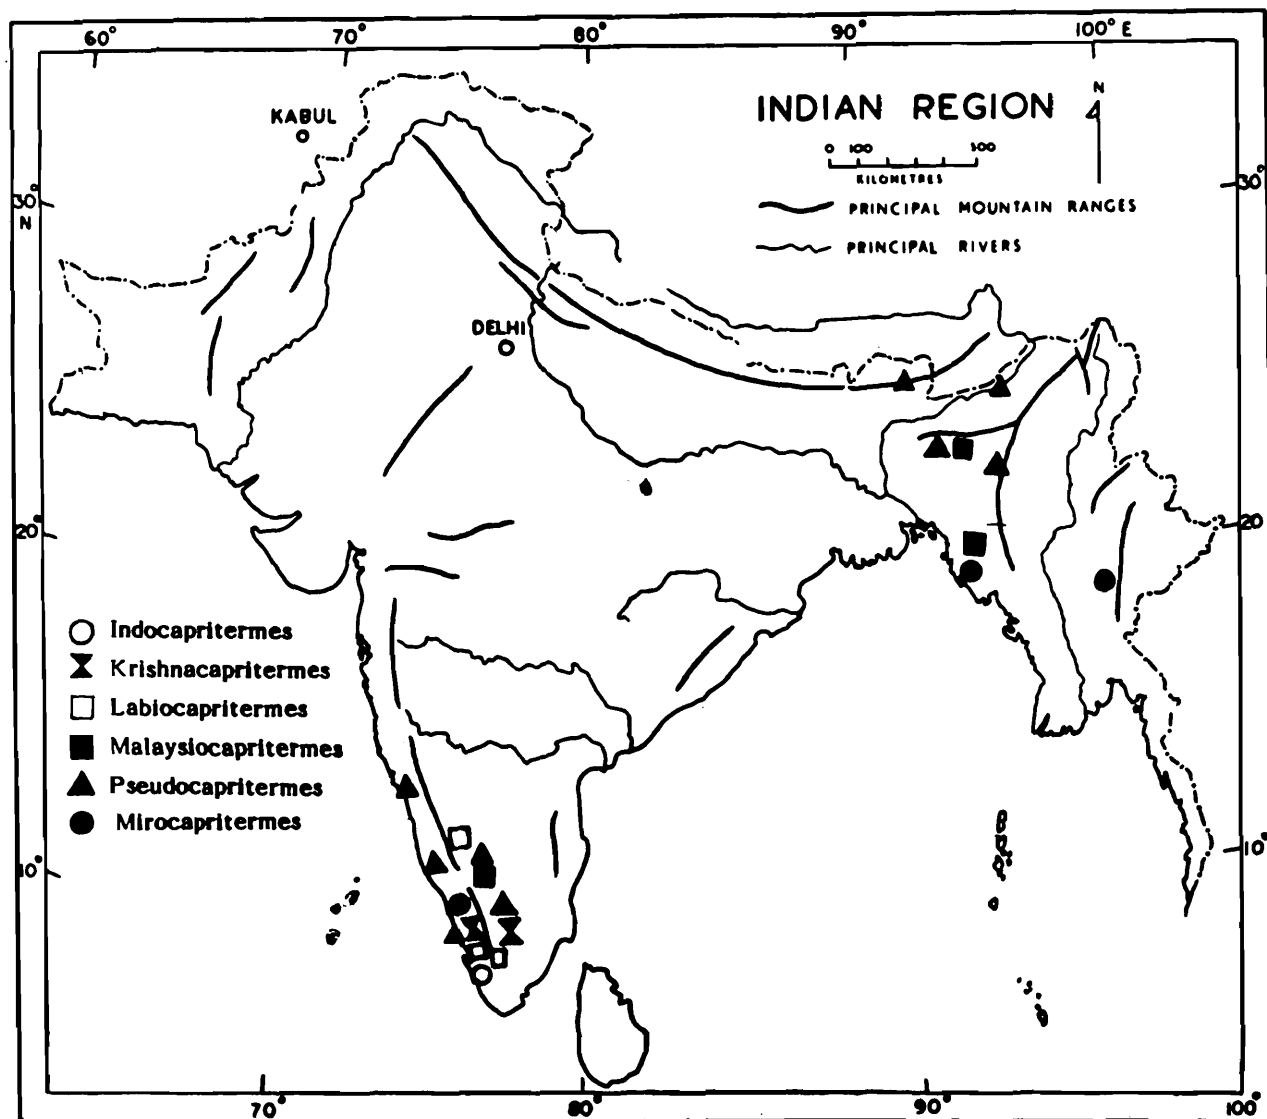 60° 70° 80° 90° 100° E
KABUL
INDIAN REGION
N
0 100 500
KILOMETRES
30° 30°
N
PRINCIPAL MOUNTAIN RANGES
PRINCIPAL RIVERS
DELHI
20° 20°
Indocapritermes
Krishnacapritermes
Labiocapritermes
Malaysiocapritermes
Pseudocapritermes
Mirocapritermes
10° 10°
70° 80° 90° 100°